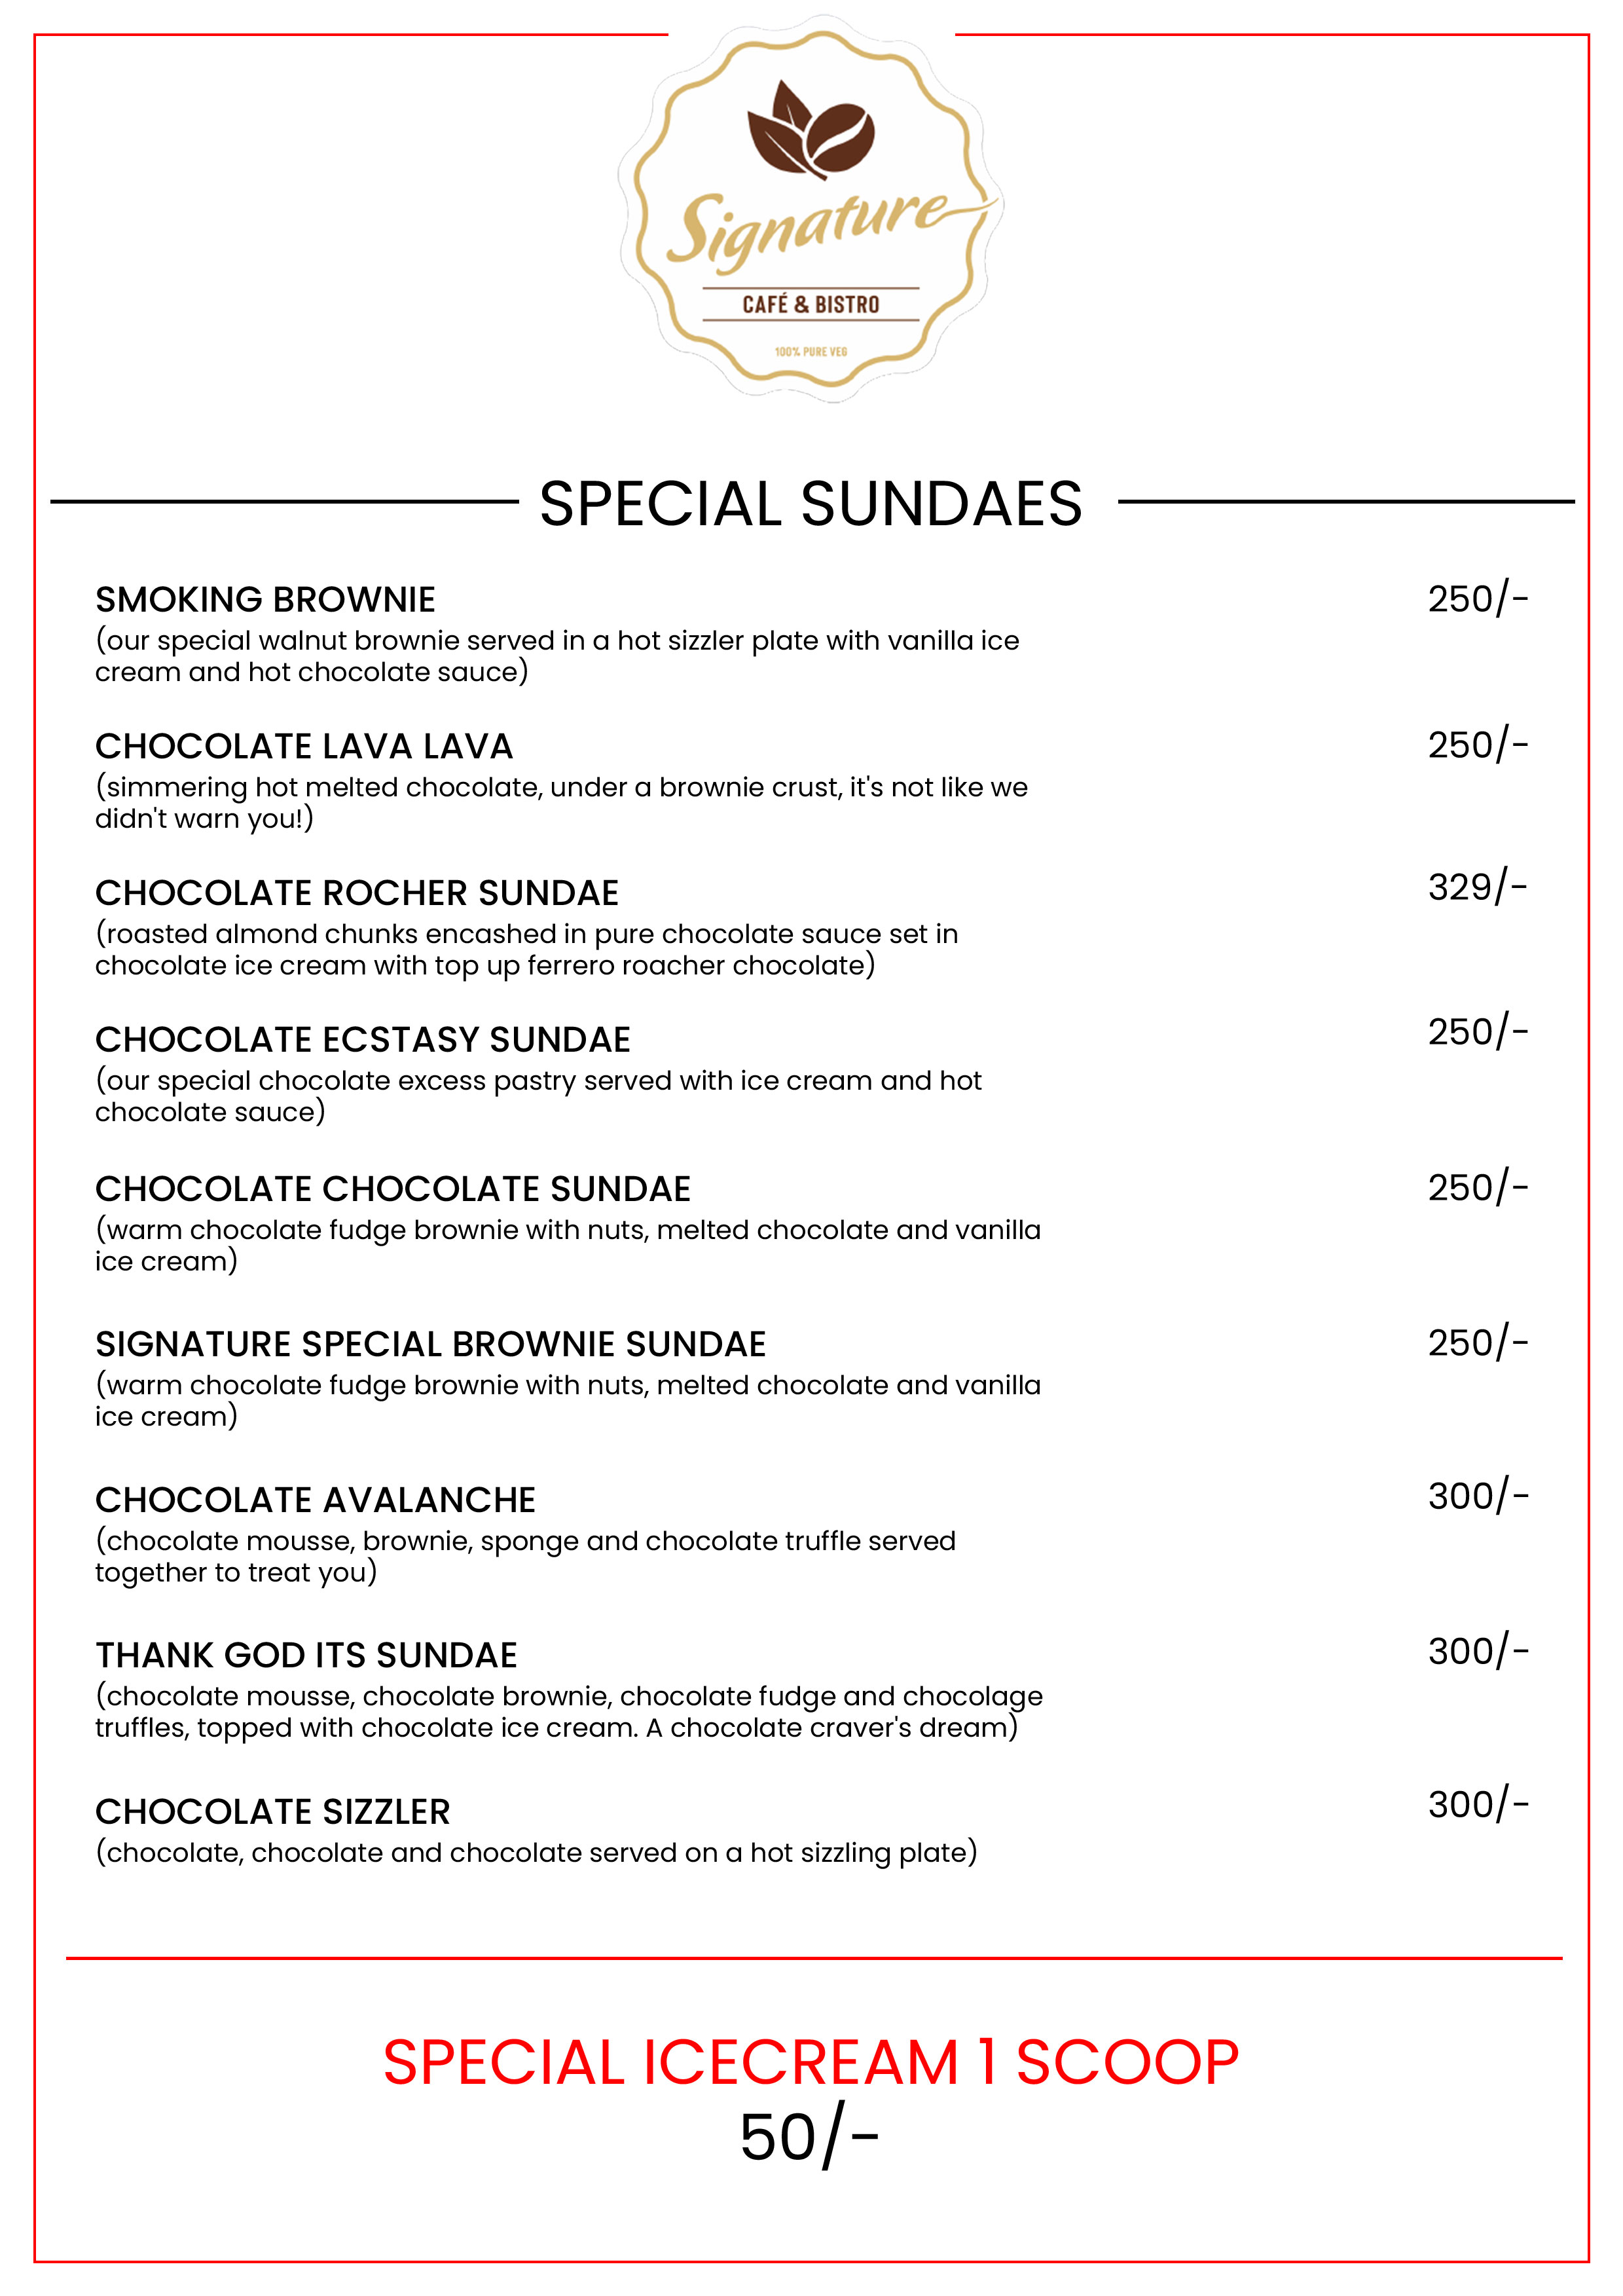 Signature
CAFÉ & BISTRO
100% PURE VEG
SPECIAL SUNDAES
SMOKING BROWNIE 250/-
(our special walnut brownie served in a hot sizzler plate with vanilla ice
cream and hot chocolate sauce)
CHOCOLATE LAVA LAVA 250/-
(simmering hot melted chocolate, under a brownie crust, it's not like we
didn't warn you!)
CHOCOLATE ROCHER SUNDAE 329/-
(roasted almond chunks encashed in pure chocolate sauce set in
chocolate ice cream with top up ferrero roacher chocolate)
CHOCOLATE ECSTASY SUNDAE 250/-
(our special chocolate excess pastry served with ice cream and hot
chocolate sauce)
CHOCOLATE CHOCOLATE SUNDAE 250/-
(warm chocolate fudge brownie with nuts, melted chocolate and vanilla
ice cream)
SIGNATURE SPECIAL BROWNIE SUNDAE 250/-
(warm chocolate fudge brownie with nuts, melted chocolate and vanilla
ice cream)
CHOCOLATE AVALANCHE 300/-
(chocolate mousse, brownie, sponge and chocolate truffle served
together to treat you)
THANK GOD ITS SUNDAE 300/-
(chocolate mousse, chocolate brownie, chocolate fudge and chocolage
truffles, topped with chocolate ice cream. A chocolate craver's dream)
CHOCOLATE SIZZLER 300/-
(chocolate, chocolate and chocolate served on a hot sizzling plate)
SPECIAL ICECREAM 1 SCOOP
50/-